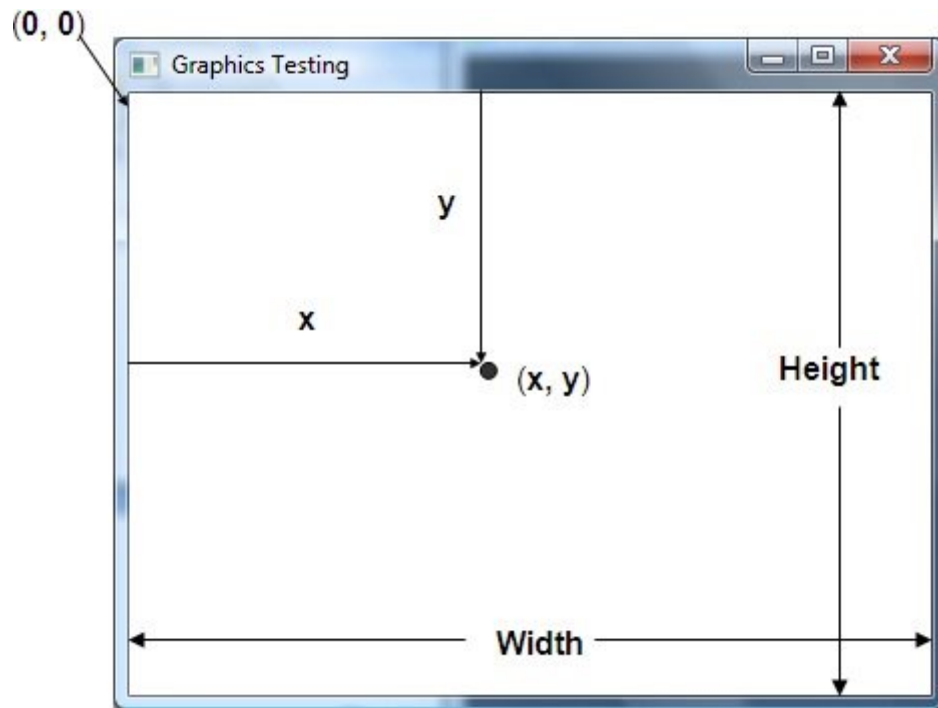 (0, 0)
Graphics Testing
y
x
(x, y)
Height
Width